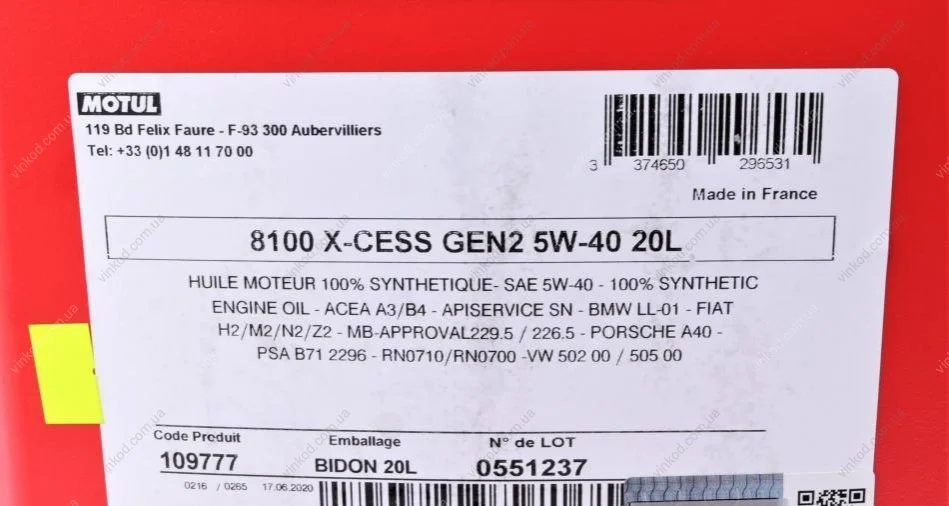 MOTUL
119 Bd Felix Faure - F-93 300 Aubervilliers
Tel: +33 (0)1 48 11 70 00
3 374650 296531
Made in France
8100 X-CESS GEN2 5W-40 20L
HUILE MOTEUR 100% SYNTHETIQUE- SAE 5W-40 - 100% SYNTHETIC
ENGINE OIL - ACEA A3/B4 - APISERVICE SN - BMW LL-01 - FIAT
H2/M2/N2/Z2 - MB-APPROVAL229.5 / 226.5 - PORSCHE A40 -
PSA B71 2296 - RN0710/RN0700 -VW 502 00 / 505 00
Code Produit Emballage N° de LOT
109777 BIDON 20L 0551237
0216 / 0265 17.06.2020
vinkod.com.ua